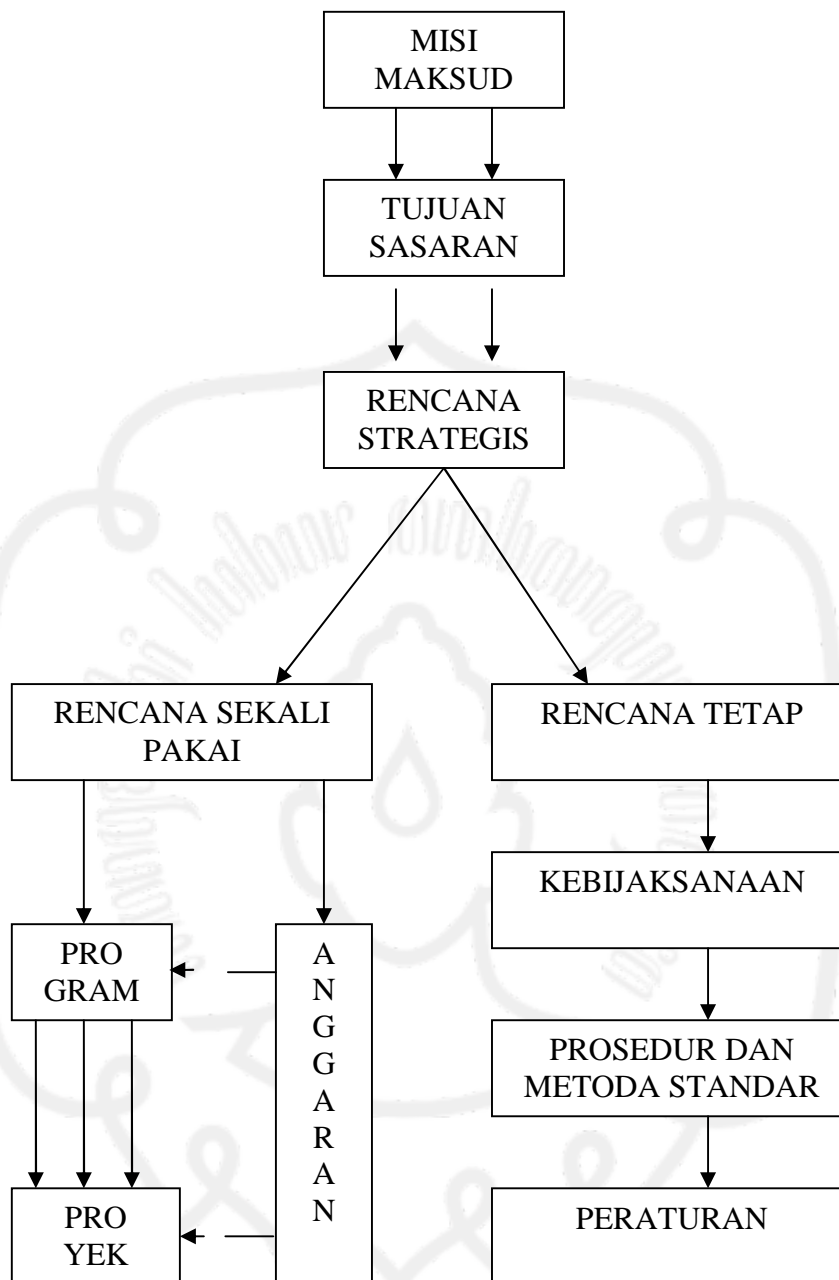 MISI
MAKSUD
TUJUAN
SASARAN
RENCANA
STRATEGIS
RENCANA SEKALI
PAKAI
RENCANA TETAP
KEBIJAKSANAAN
PRO
GRAM
A
N
G
G
A
R
A
N
PROSEDUR DAN
METODA STANDAR
PRO
YEK
PERATURAN